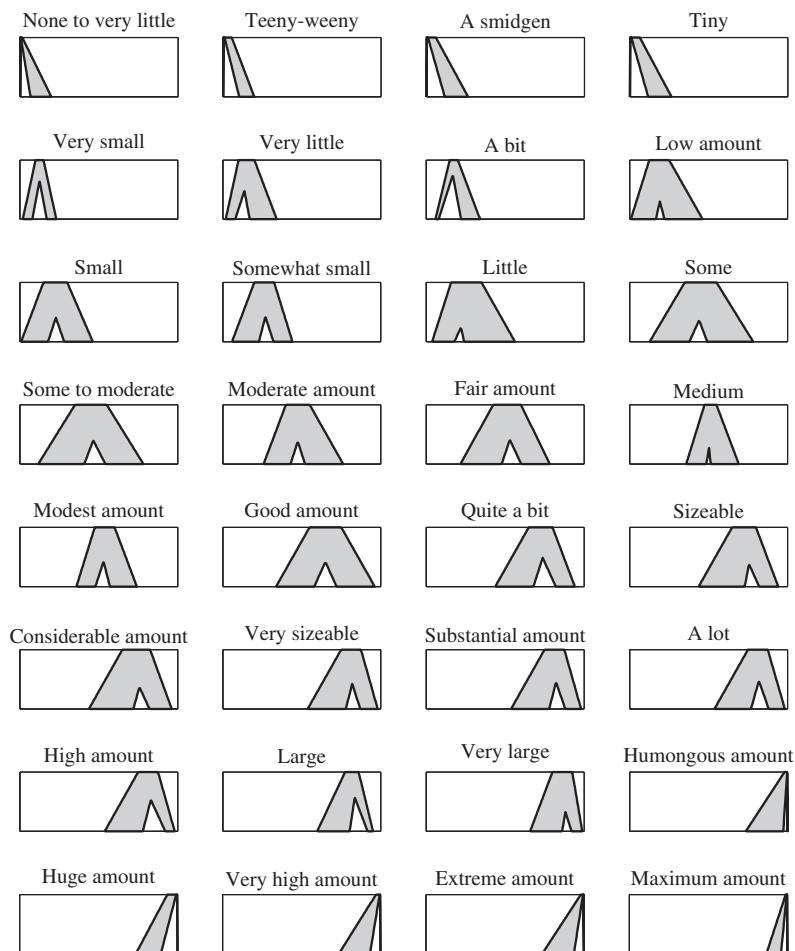 None to very little Teeny-weeny A smidgen Tiny
Very small Very little A bit Low amount
Small Somewhat small Little Some
Some to moderate Moderate amount Fair amount Medium
Modest amount Good amount Quite a bit Sizeable
Considerable amount Very sizeable Substantial amount A lot
High amount Large Very large Humongous amount
Huge amount Very high amount Extreme amount Maximum amount